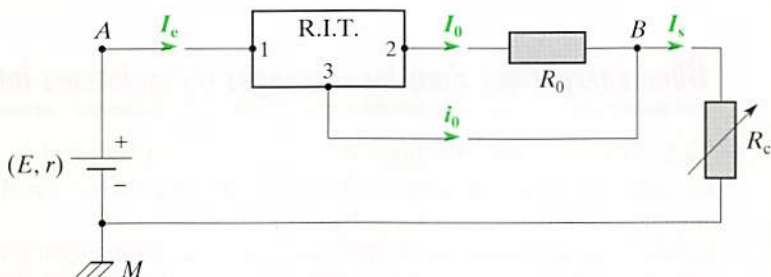 A
I_e
1
R.I.T.
2
3
I_0
R_0
B
I_s
i_0
(E, r)
+
−
R_c
M